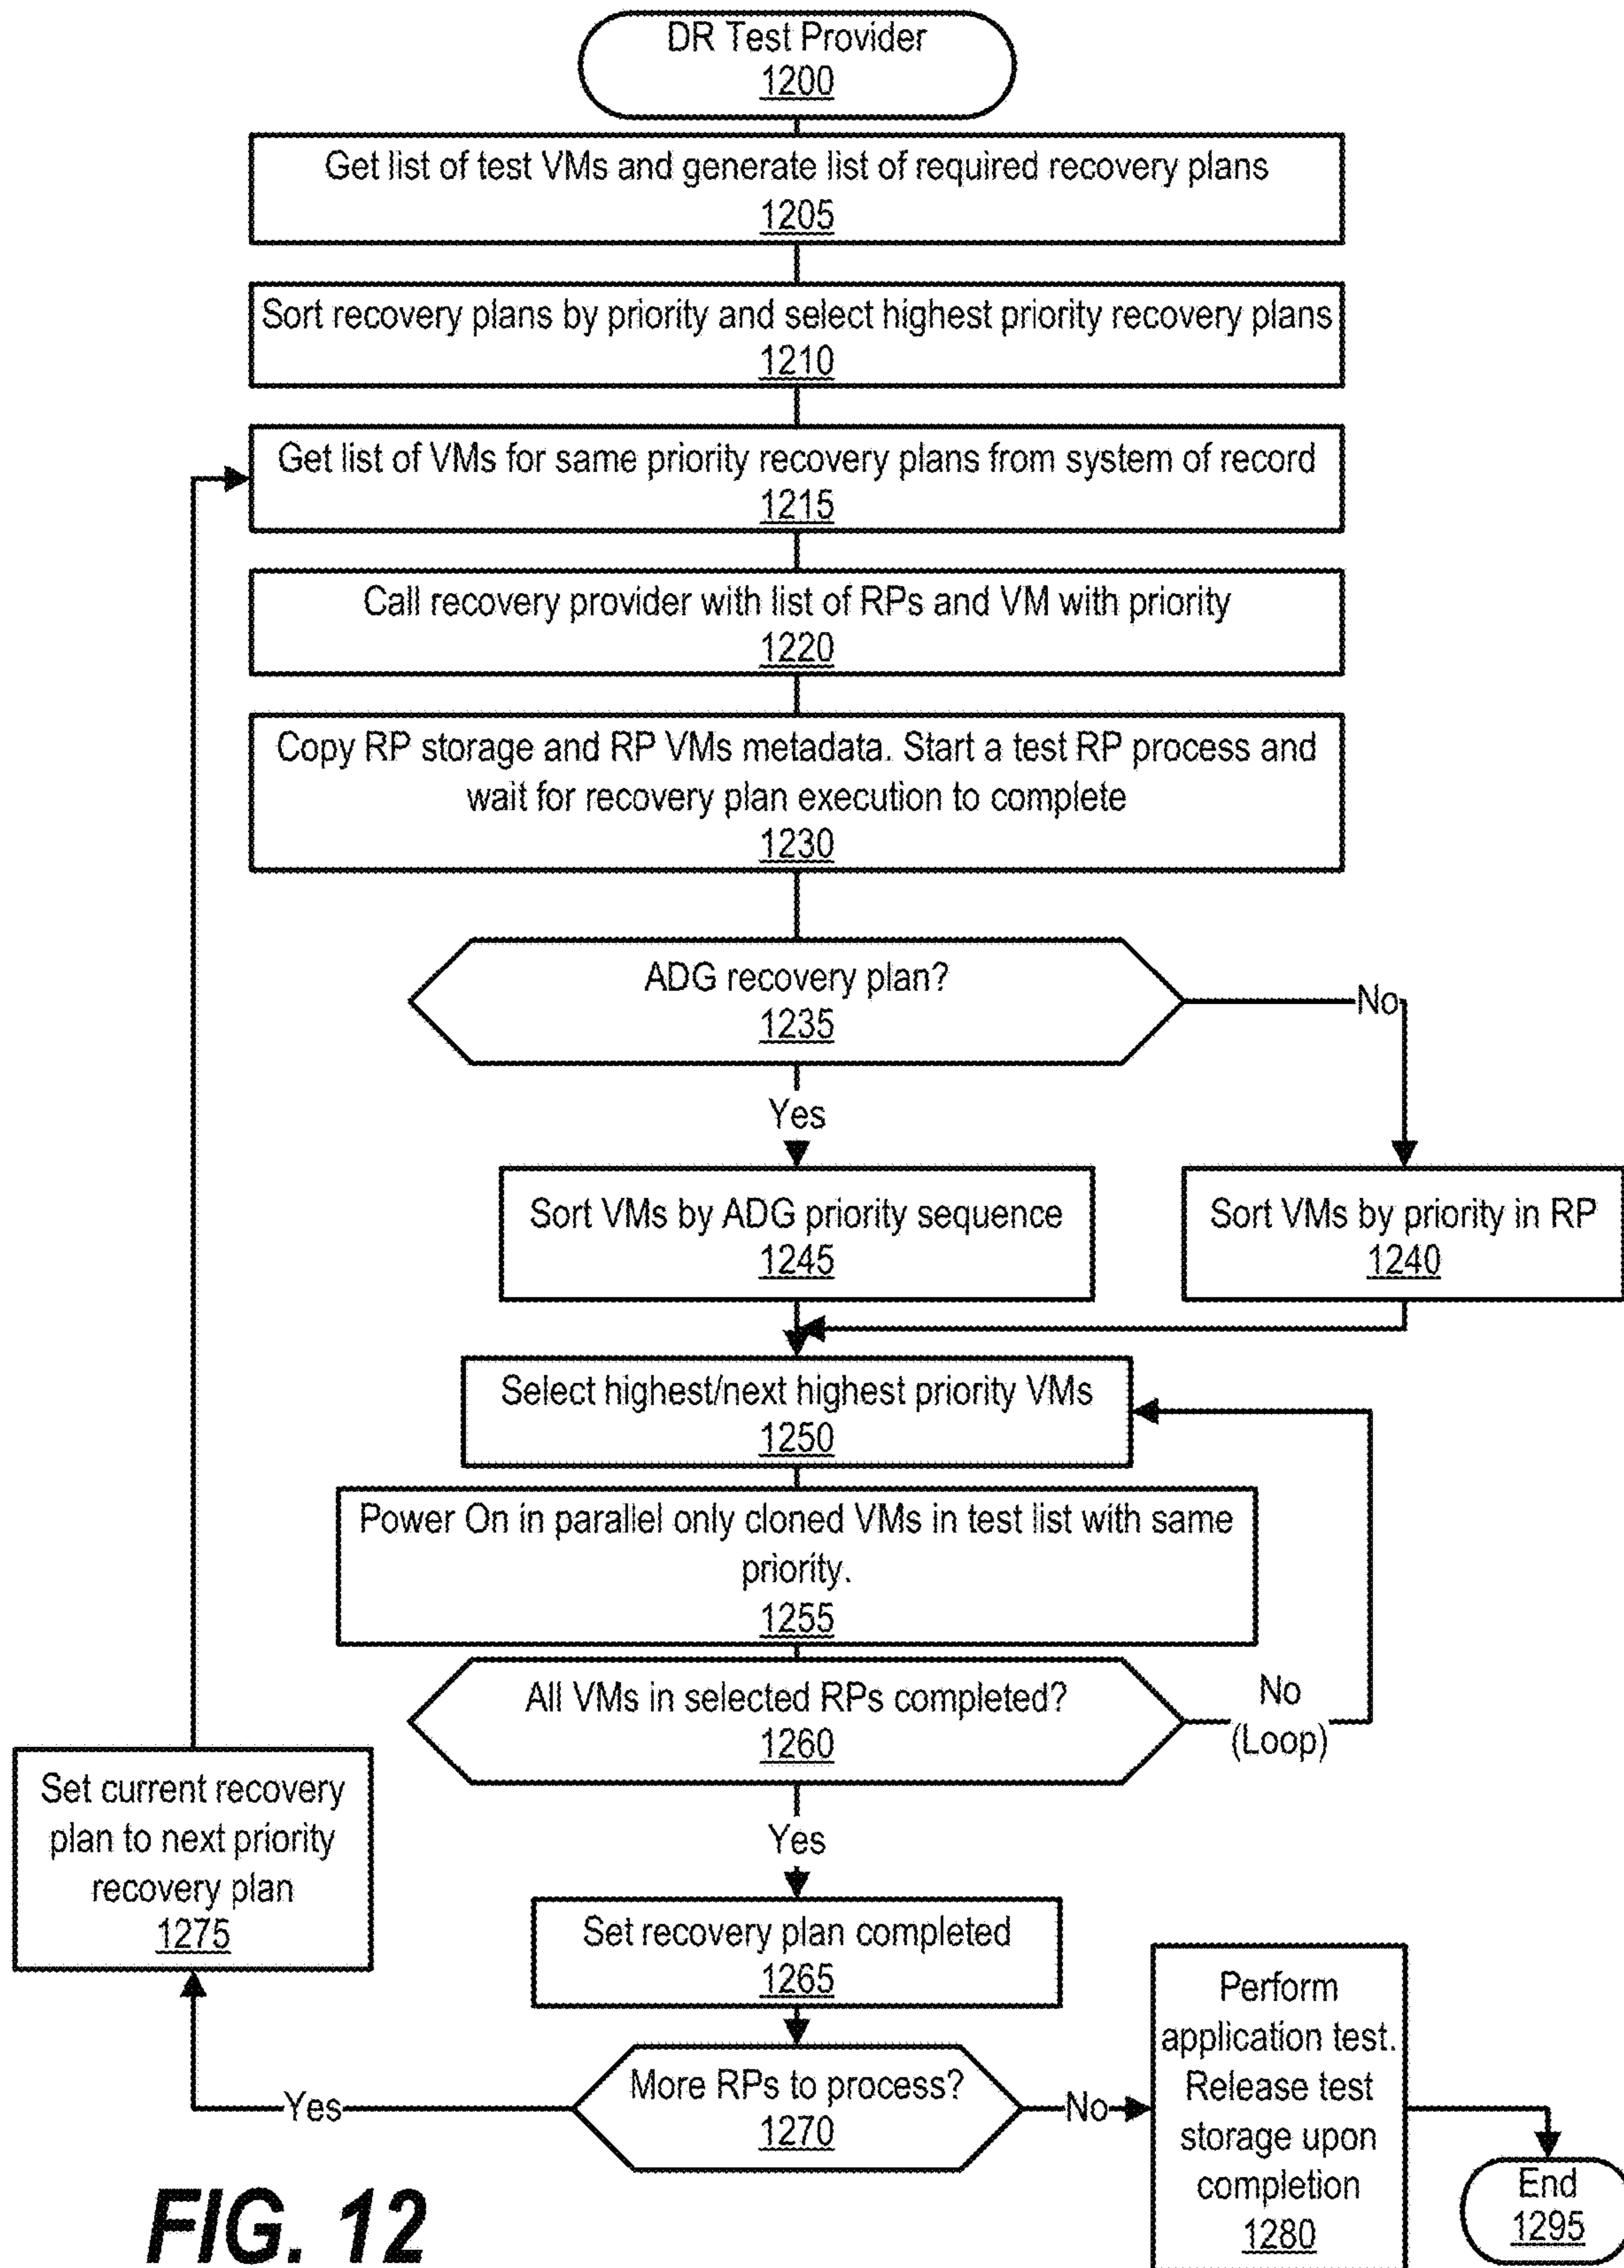 DR Test Provider
1200
Get list of test VMs and generate list of required recovery plans
1205
Sort recovery plans by priority and select highest priority recovery plans
1210
Get list of VMs for same priority recovery plans from system of record
1215
Call recovery provider with list of RPs and VM with priority
1220
Copy RP storage and RP VMs metadata. Start a test RP process and
wait for recovery plan execution to complete
1230
ADG recovery plan?
1235
No
Yes
Sort VMs by ADG priority sequence
1245
Sort VMs by priority in RP
1240
Select highest/next highest priority VMs
1250
Power On in parallel only cloned VMs in test list with same
priority.
1255
All VMs in selected RPs completed?
1260
No
(Loop)
Yes
Set current recovery
plan to next priority
recovery plan
1275
Set recovery plan completed
1265
More RPs to process?
1270
Yes
No
Perform
application test.
Release test
storage upon
completion
1280
End
1295
FIG. 12